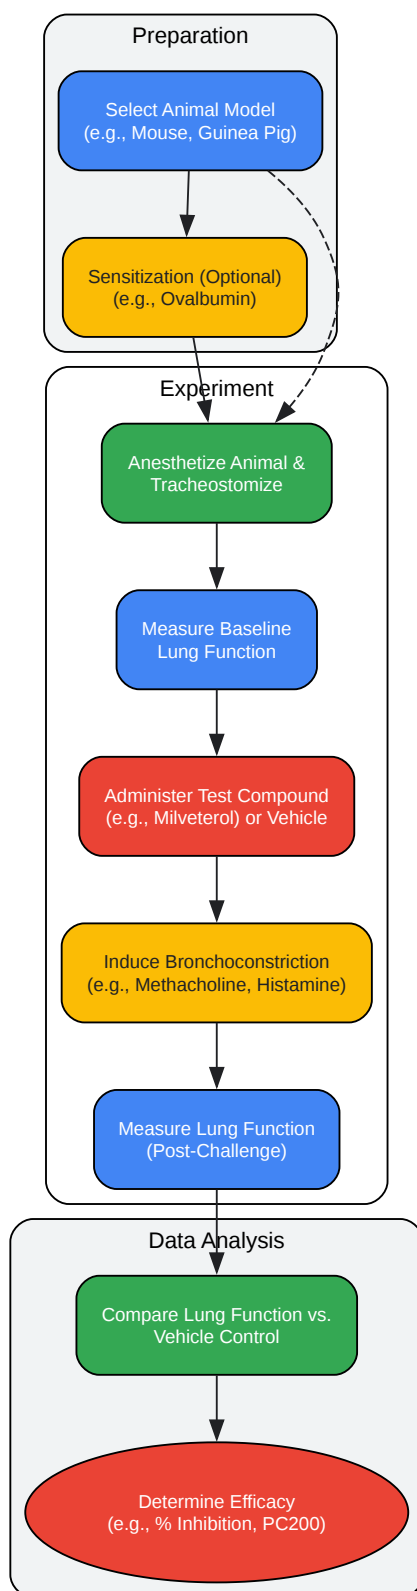 Preparation
Select Animal Model
(e.g., Mouse, Guinea Pig)
Sensitization (Optional)
(e.g., Ovalbumin)
Experiment
Anesthetize Animal &
Tracheostomize
Measure Baseline
Lung Function
Administer Test Compound
(e.g., Milveterol) or Vehicle
Induce Bronchoconstriction
(e.g., Methacholine, Histamine)
Measure Lung Function
(Post-Challenge)
Data Analysis
Compare Lung Function vs.
Vehicle Control
Determine Efficacy
(e.g., % Inhibition, PC200)